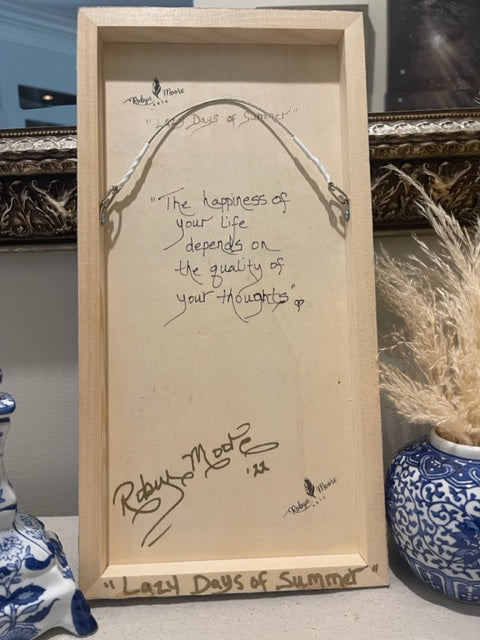 Robyn Moore
"Lazy Days of Summer"
"The happiness of
your life
depends on
the quality of
your thoughts"
Robyn Moore
'22
Robyn Moore
"Lazy Days of Summer"